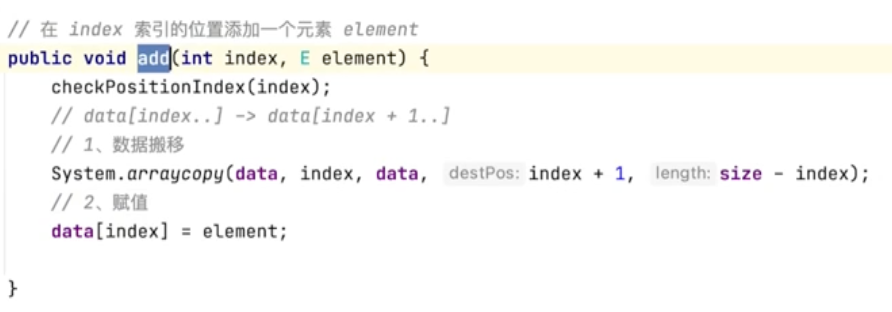 // 在 index 索引的位置添加一个元素 element
public void add(int index, E element) {
checkPositionIndex(index);
// data[index..] -> data[index + 1..]
// 1、数据搬移
System.arraycopy(data, index, data, destPos: index + 1, length: size - index);
// 2、赋值
data[index] = element;
}